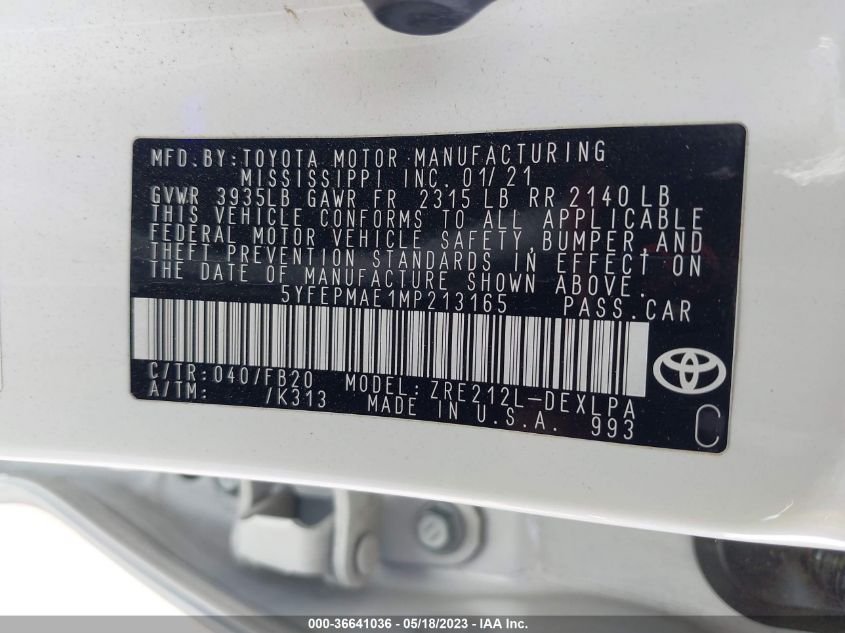 MFD. BY: TOYOTA MOTOR MANUFACTURING
MISSISSIPPI INC. 01/21
GVWR 3935LB GAWR FR 2315 LB RR 2140 LB
THIS VEHICLE CONFORMS TO ALL APPLICABLE
FEDERAL MOTOR VEHICLE SAFETY, BUMPER, AND
THEFT PREVENTION STANDARDS IN EFFECT ON
THE DATE OF MANUFACTURE SHOWN ABOVE.
5YFEPMAE1MP213165 PASS. CAR
C/TR: 040/FB20 MODEL: ZRE212L-DEXLPA
A/TM: /K313 MADE IN U.S.A. 993
C
000-36641036 - 05/18/2023 - IAA Inc.